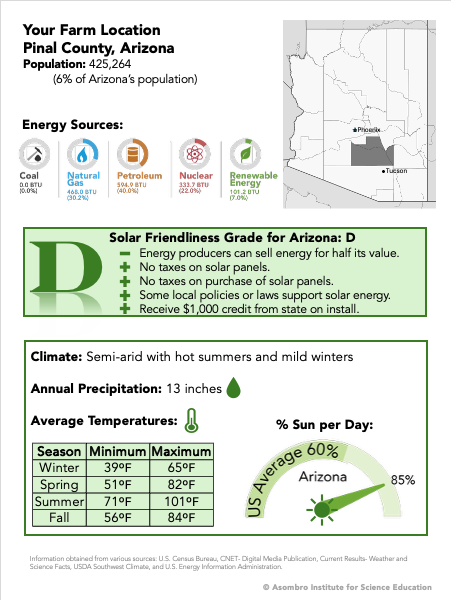 Your Farm Location
Pinal County, Arizona
Population: 425,264
(6% of Arizona's population)
Phoenix
Tucson
Energy Sources:
Coal
0.0 BTU
(0.0%)
Natural
Gas
468.0 BTU
(30.2%)
Petroleum
594.9 BTU
(40.0%)
Nuclear
333.7 BTU
(22.0%)
Renewable
Energy
101.2 BTU
(7.0%)
D
Solar Friendliness Grade for Arizona: D
− Energy producers can sell energy for half its value.
+ No taxes on solar panels.
+ No taxes on purchase of solar panels.
+ Some local policies or laws support solar energy.
+ Receive $1,000 credit from state on install.
Climate: Semi-arid with hot summers and mild winters
Annual Precipitation: 13 inches
Average Temperatures:
Season Minimum Maximum
Winter 39ºF 65ºF
Spring 51ºF 82ºF
Summer 71ºF 101ºF
Fall 56ºF 84ºF
% Sun per Day:
US Average 60%
Arizona
85%
Information obtained from various sources: U.S. Census Bureau, CNET- Digital Media Publication, Current Results- Weather and
Science Facts, USDA Southwest Climate, and U.S. Energy Information Administration.
© Asombro Institute for Science Education